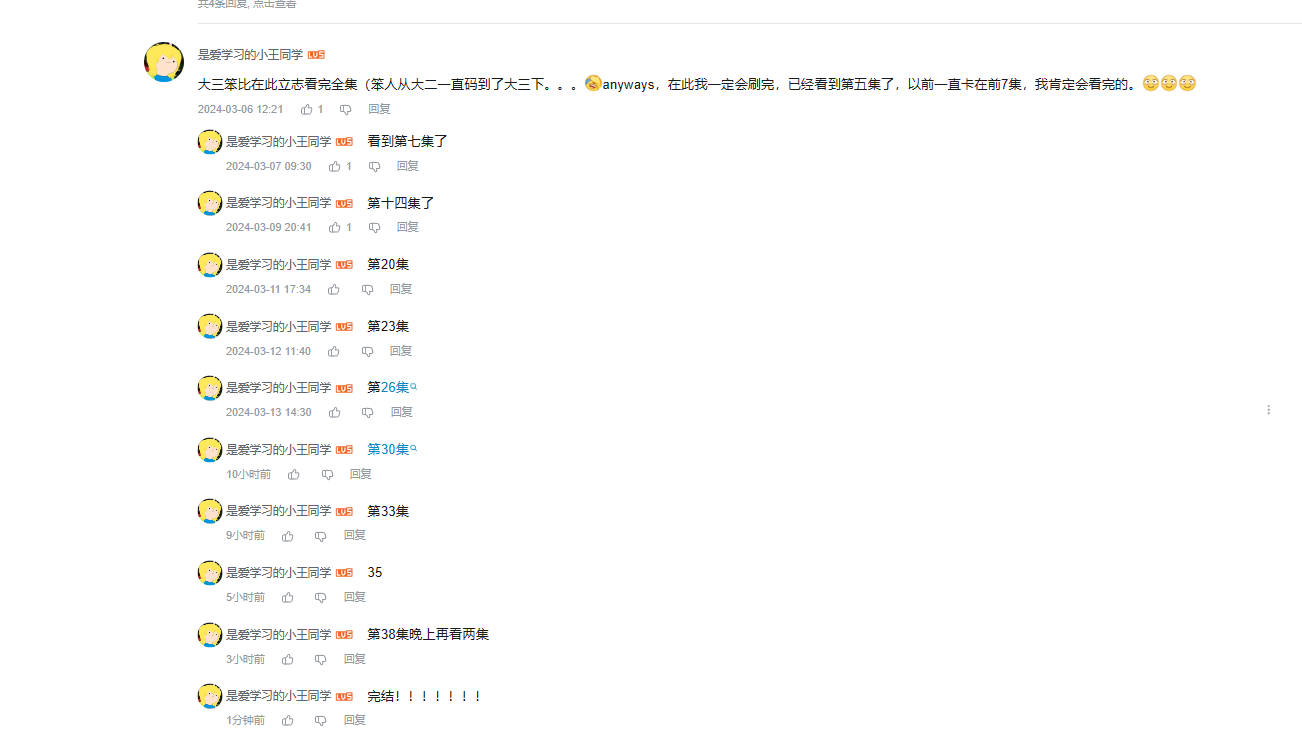 共4条回复, 点击查看
是爱学习的小王同学 LV5
大三笨比在此立志看完全集（笨人从大二一直码到了大三下。。。anyways，在此我一定会刷完，已经看到第五集了，以前一直卡在前7集，我肯定会看完的。
2024-03-06 12:21 1 回复
是爱学习的小王同学 LV5 看到第七集了
2024-03-07 09:30 1 回复
是爱学习的小王同学 LV5 第十四集了
2024-03-09 20:41 1 回复
是爱学习的小王同学 LV5 第20集
2024-03-11 17:34 回复
是爱学习的小王同学 LV5 第23集
2024-03-12 11:40 回复
是爱学习的小王同学 LV5 第26集
2024-03-13 14:30 回复
是爱学习的小王同学 LV5 第30集
10小时前 回复
是爱学习的小王同学 LV5 第33集
9小时前 回复
是爱学习的小王同学 LV5 35
5小时前 回复
是爱学习的小王同学 LV5 第38集晚上再看两集
3小时前 回复
是爱学习的小王同学 LV5 完结！！！！！！！
1分钟前 回复